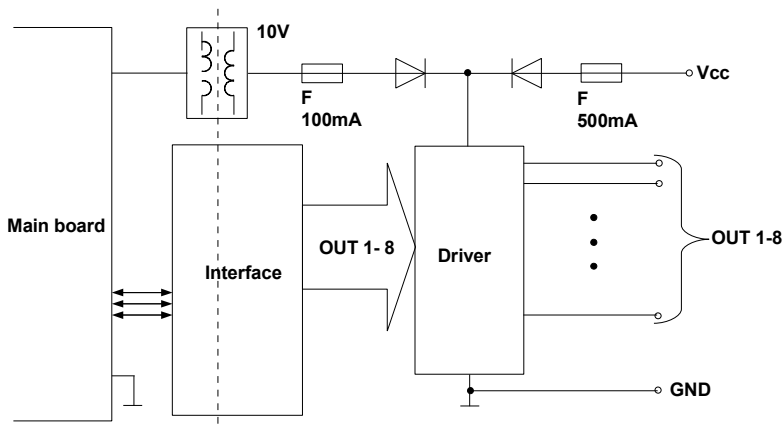 10V
Vcc
F
100mA
F
500mA
Main board
Interface
OUT 1- 8
Driver
OUT 1-8
GND